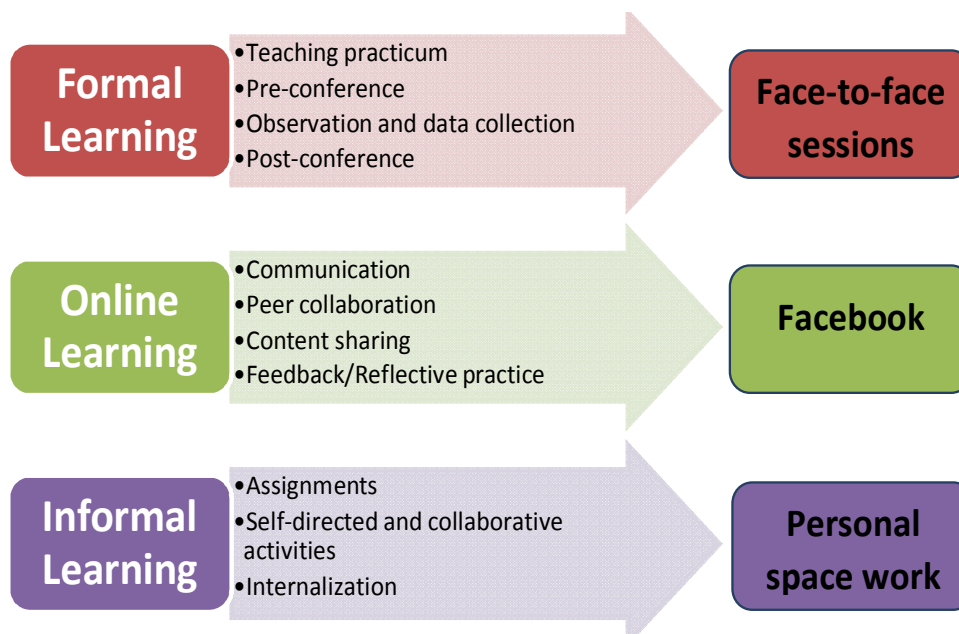 Formal
Learning
•Teaching practicum
•Pre-conference
•Observation and data collection
•Post-conference
Face-to-face
sessions
Online
Learning
•Communication
•Peer collaboration
•Content sharing
•Feedback/Reflective practice
Facebook
Informal
Learning
•Assignments
•Self-directed and collaborative
activities
•Internalization
Personal
space work